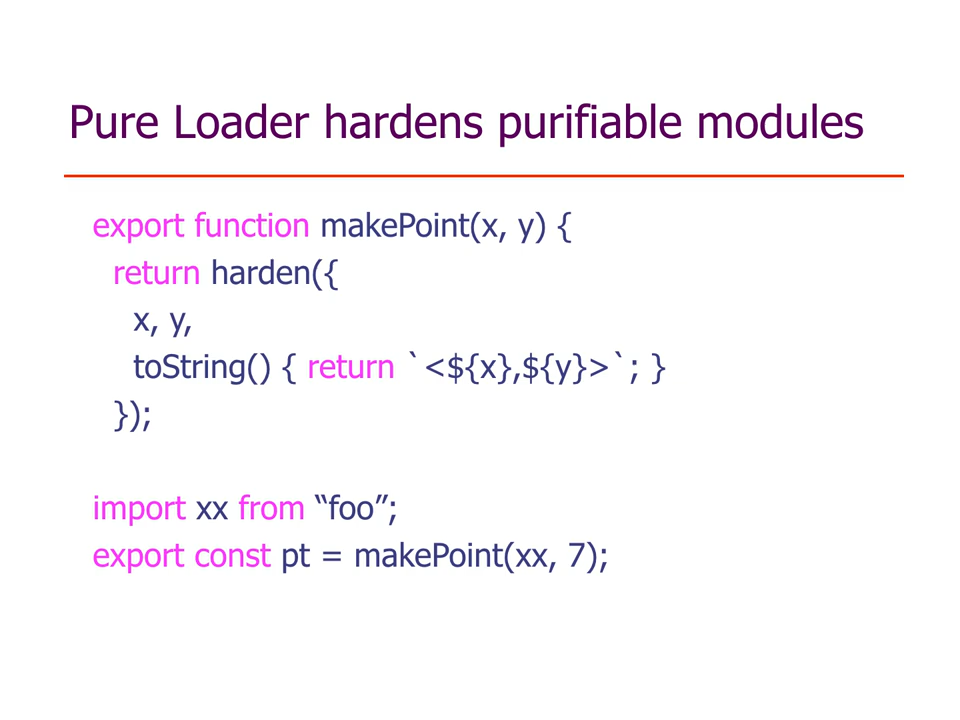 Pure Loader hardens purifiable modules
export function makePoint(x, y) {
return harden({
x, y,
toString() { return `<${x},${y}>`; }
});
import xx from “foo”;
export const pt = makePoint(xx, 7);